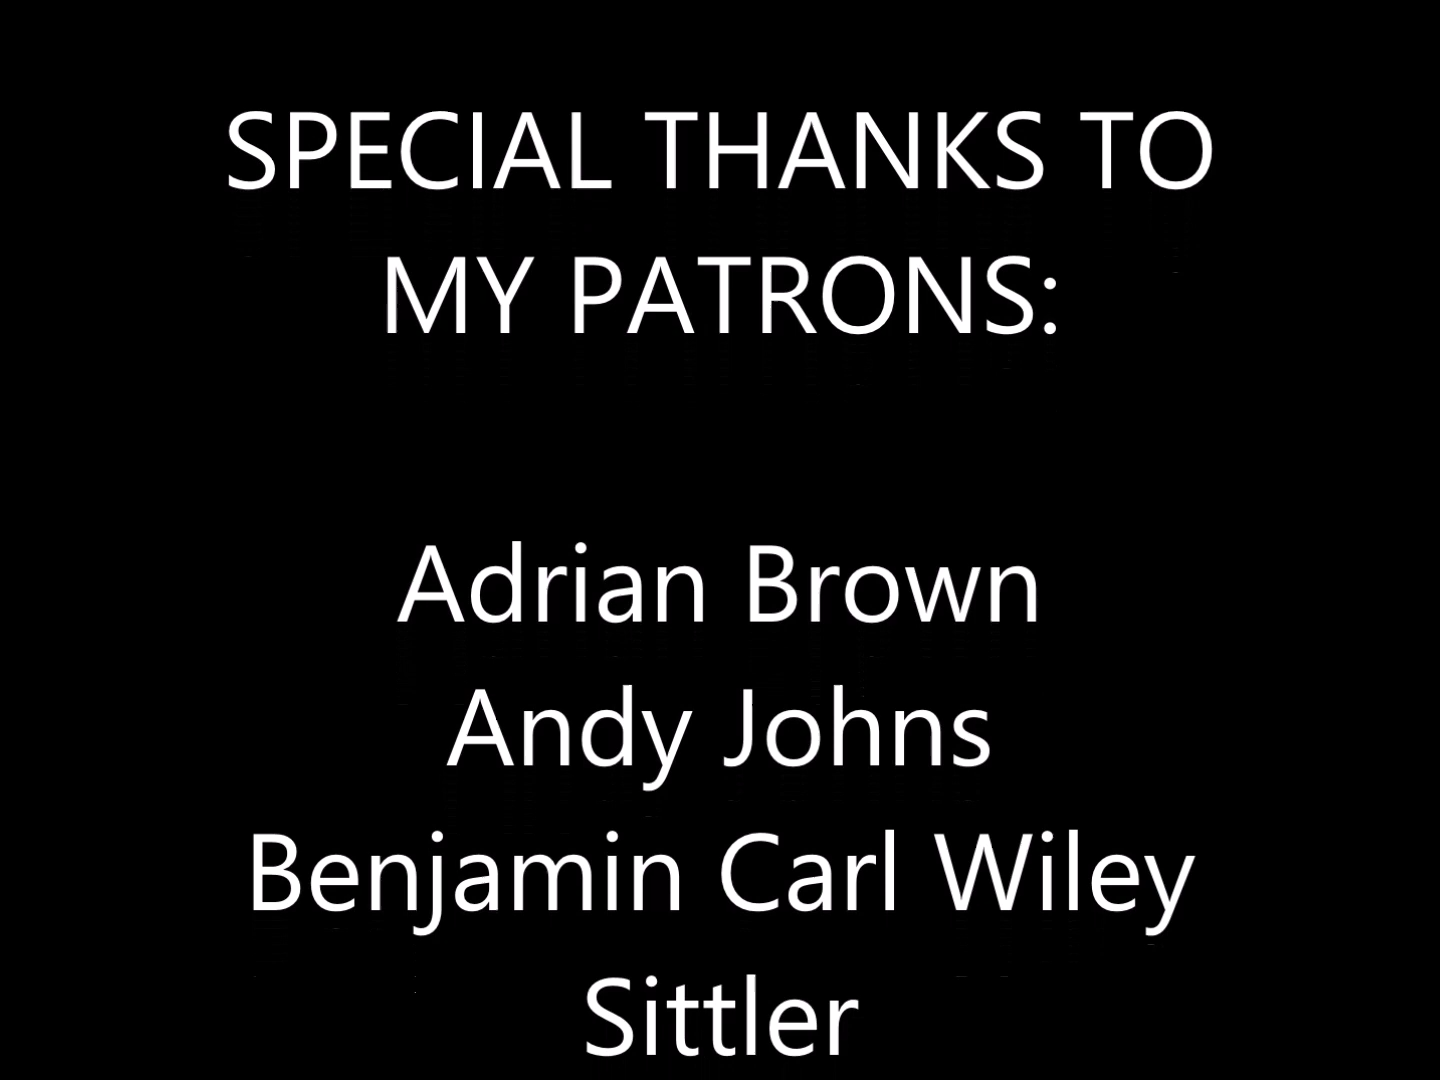 SPECIAL THANKS TO
MY PATRONS:
Adrian Brown
Andy Johns
Benjamin Carl Wiley
Sittler